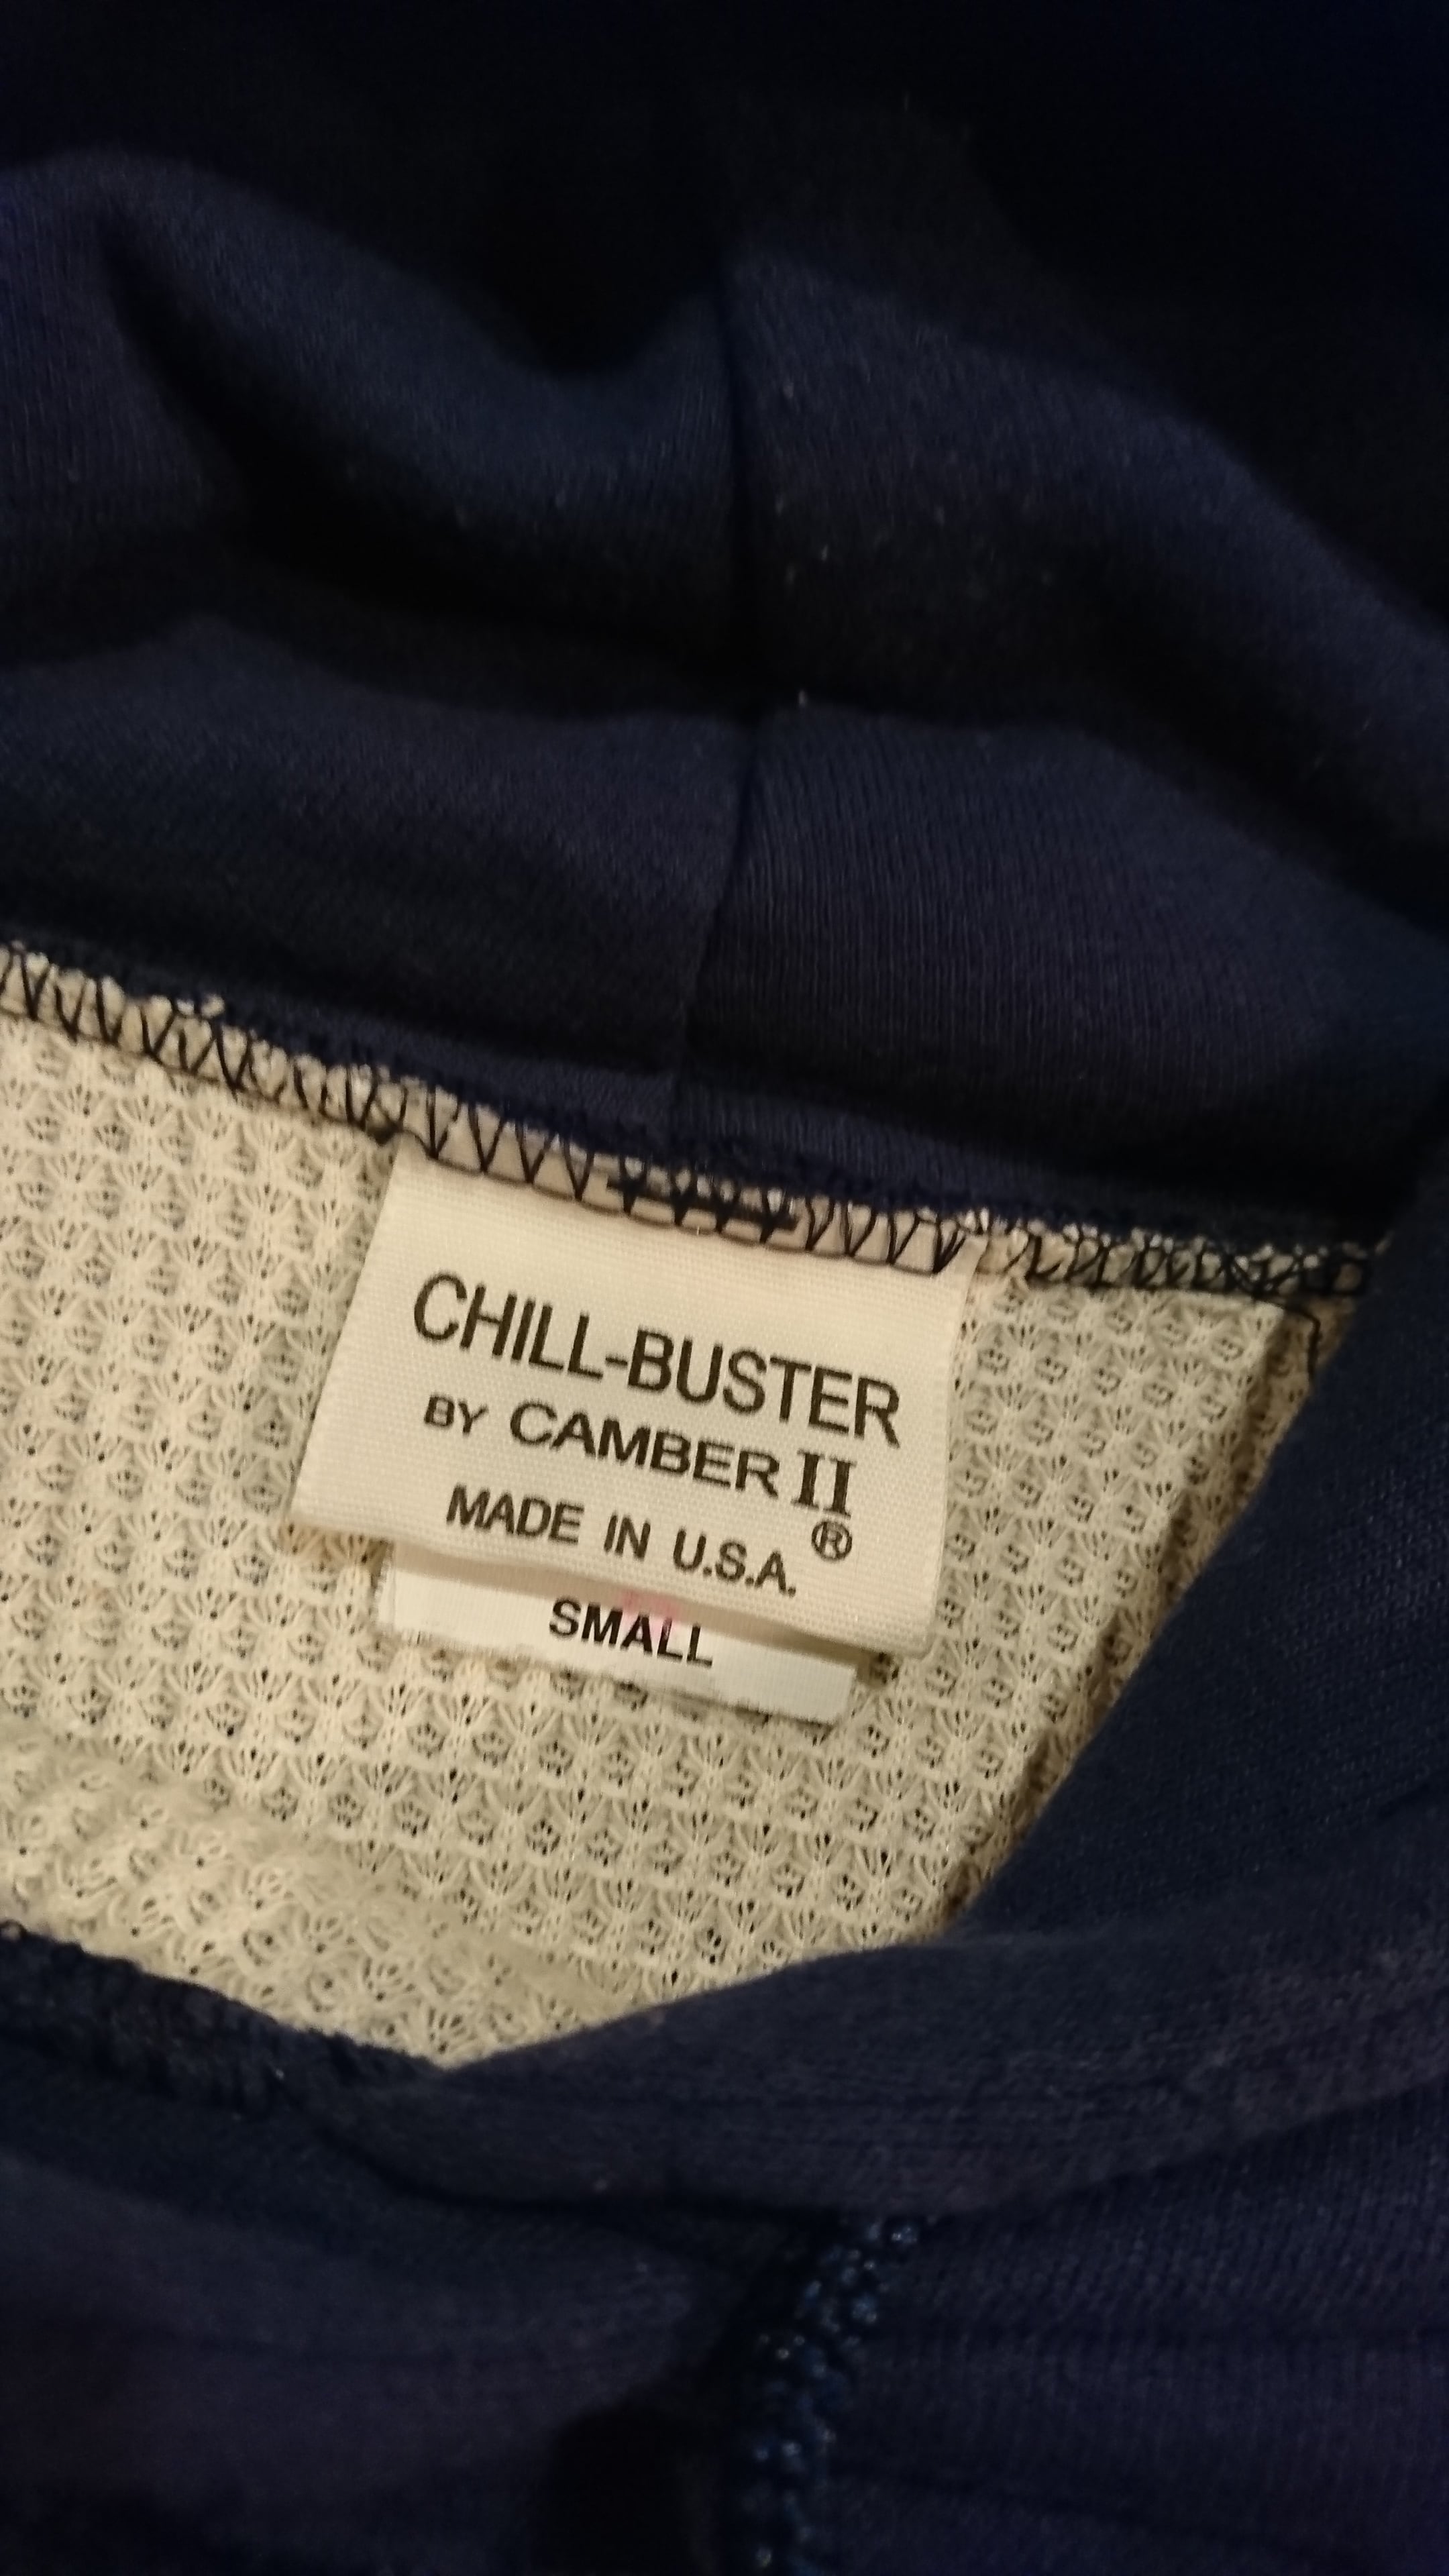 CHILL-BUSTER
BY CAMBER II
MADE IN U.S.A. ®
SMALL